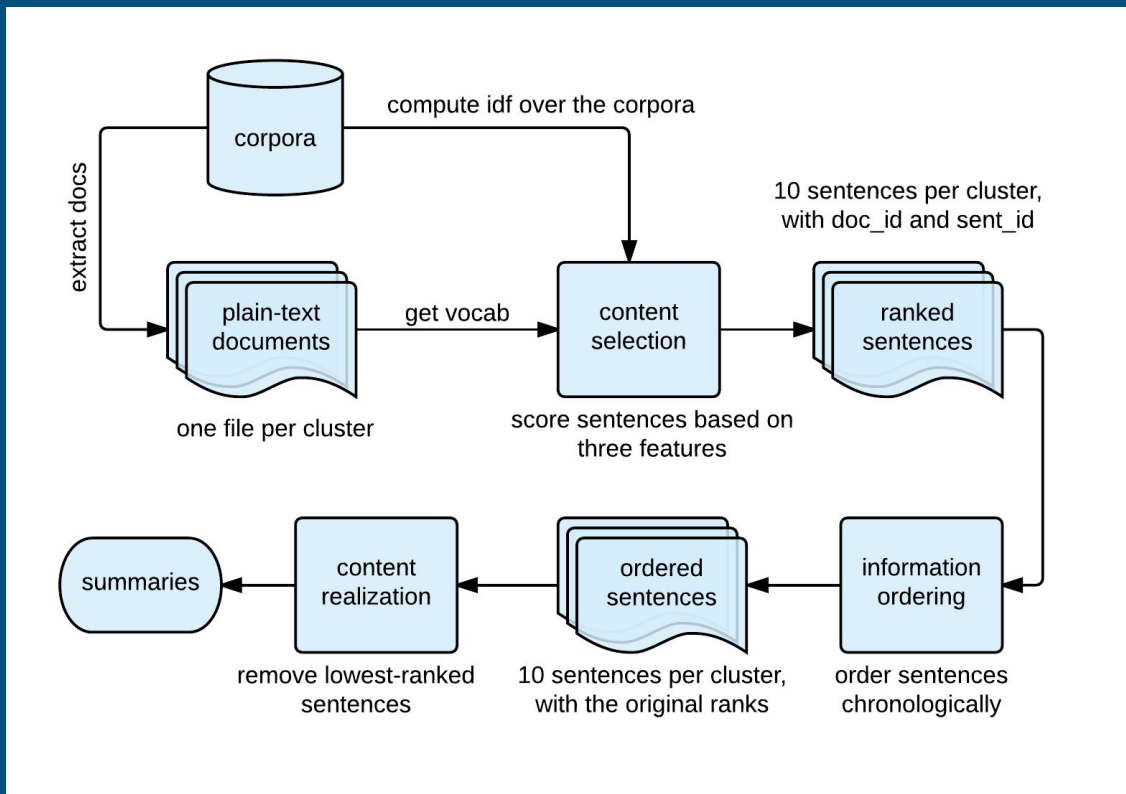 compute idf over the corpora
corpora
extract docs
10 sentences per cluster,
with doc_id and sent_id
plain-text
documents
get vocab
content
selection
ranked
sentences
one file per cluster
score sentences based on
three features
summaries
content
realization
ordered
sentences
information
ordering
remove lowest-ranked
sentences
10 sentences per cluster,
with the original ranks
order sentences
chronologically